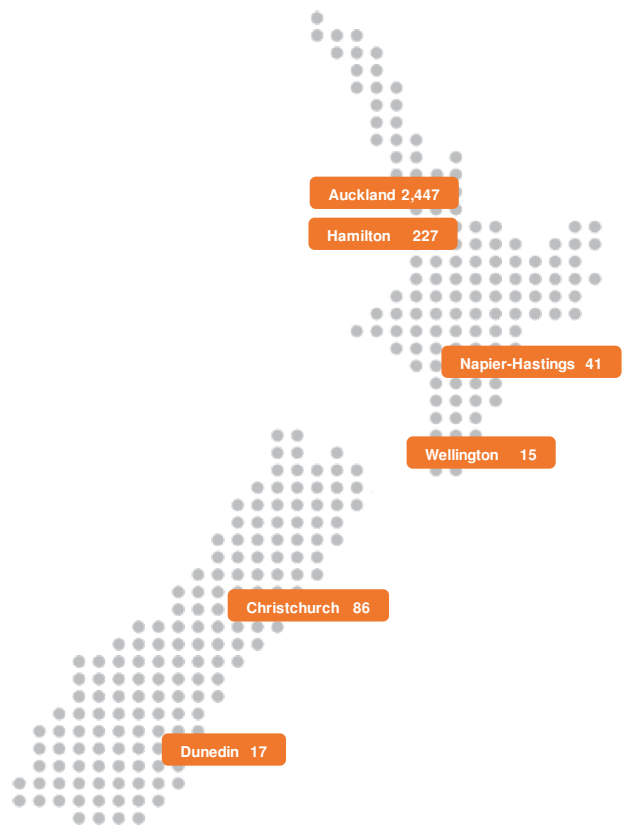 Auckland 2,447
Hamilton 227
Napier-Hastings 41
Wellington 15
Christchurch 86
Dunedin 17